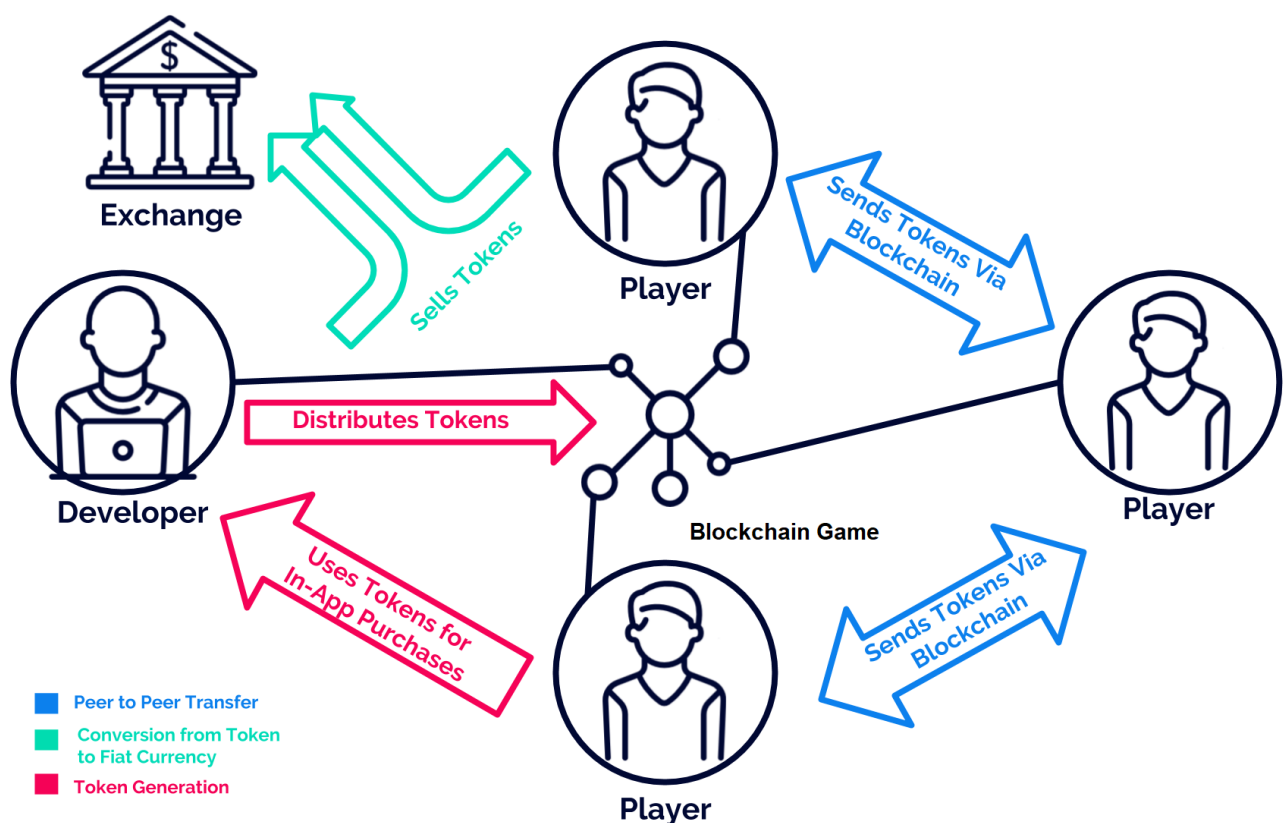 $
Exchange
Player
Sends Tokens Via
Blockchain
Sells Tokens
Developer
Distributes Tokens
Player
Blockchain Game
Uses Tokens for
In-App Purchases
Sends Tokens Via
Blockchain
Player
Peer to Peer Transfer
Conversion from Token
to Fiat Currency
Token Generation